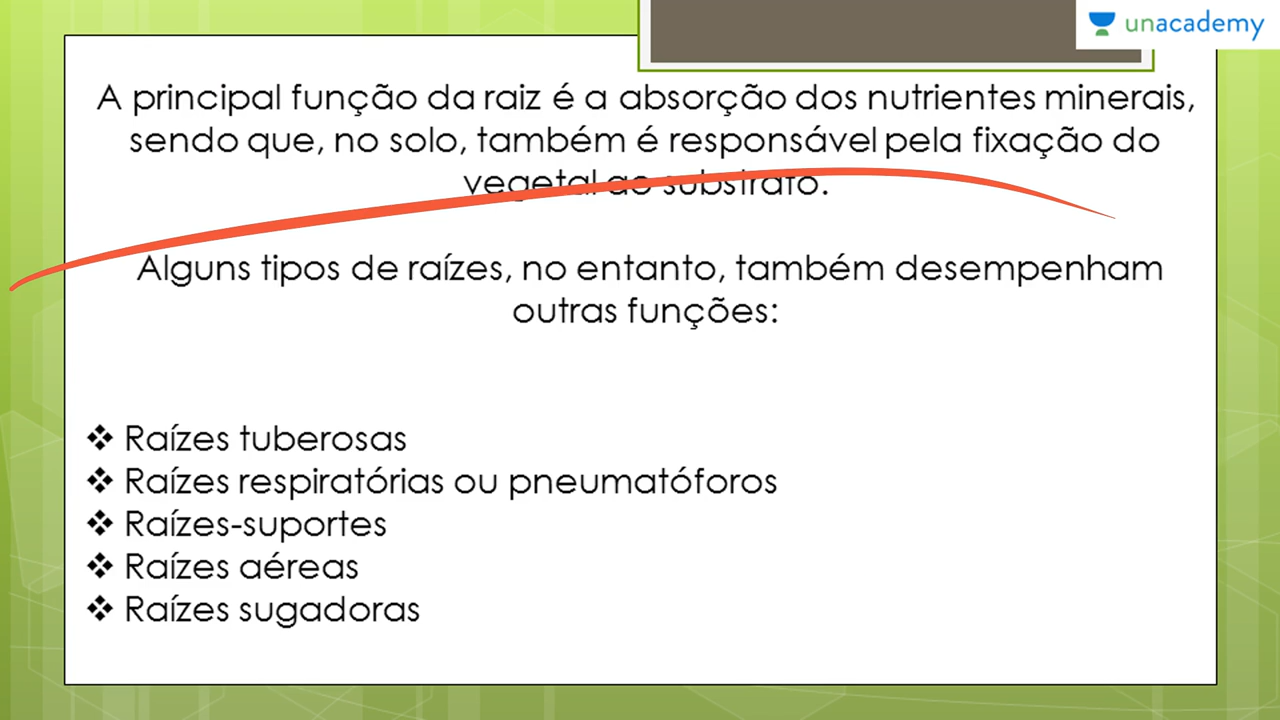 unacademy
A principal função da raiz é a absorção dos nutrientes minerais,
sendo que, no solo, também é responsável pela fixação do
vegetal ao substrato.
Alguns tipos de raízes, no entanto, também desempenham
outras funções:
❖ Raízes tuberosas
❖ Raízes respiratórias ou pneumatóforos
❖ Raízes-suportes
❖ Raízes aéreas
❖ Raízes sugadoras